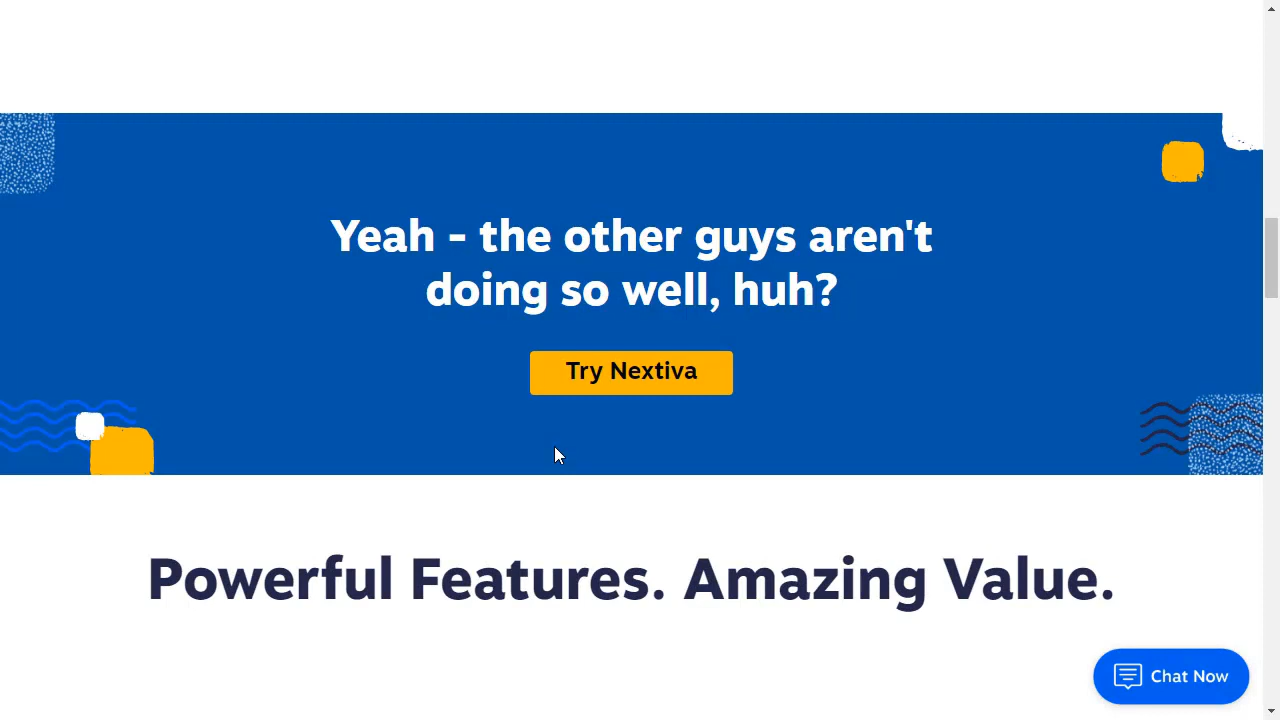 Yeah - the other guys aren't
doing so well, huh?
Try Nextiva
Powerful Features. Amazing Value.
Chat Now